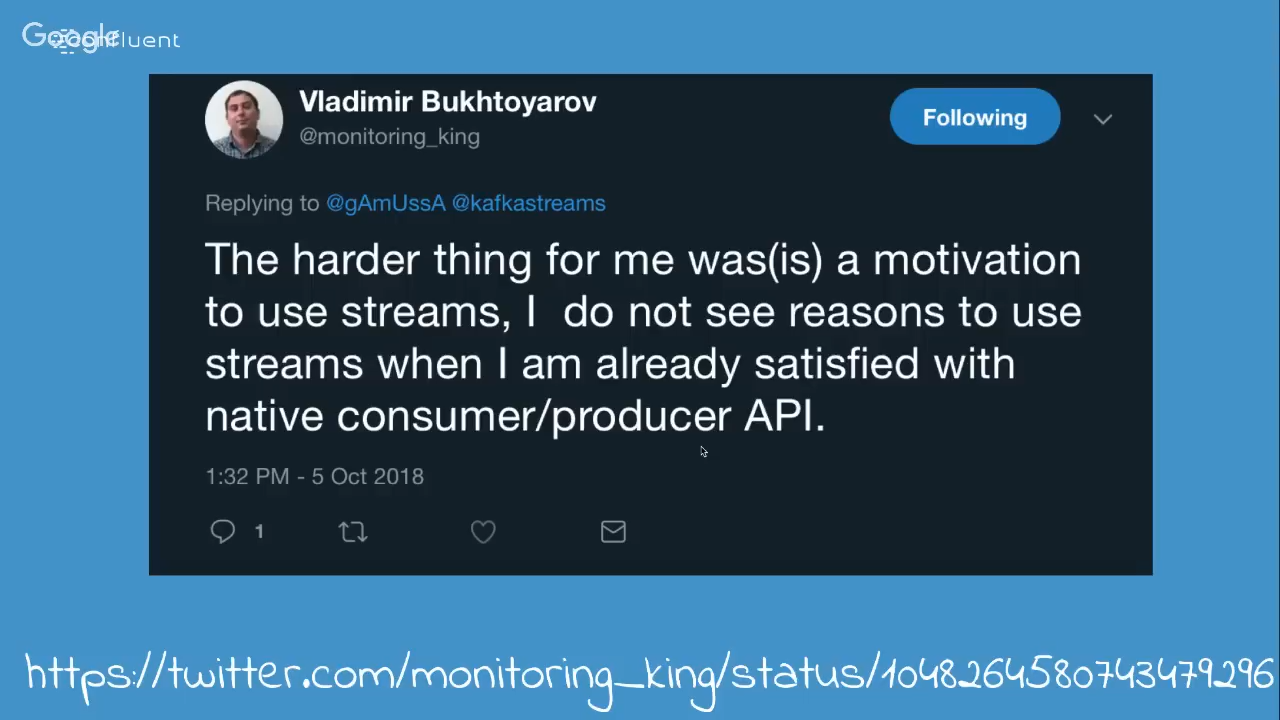 Google confluent
Vladimir Bukhtoyarov
@monitoring_king
Following
Replying to @gAmUssA @kafkastreams
The harder thing for me was(is) a motivation
to use streams, I do not see reasons to use
streams when I am already satisfied with
native consumer/producer API.
1:32 PM - 5 Oct 2018
1
https://twitter.com/monitoring_king/status/1048264580743479296